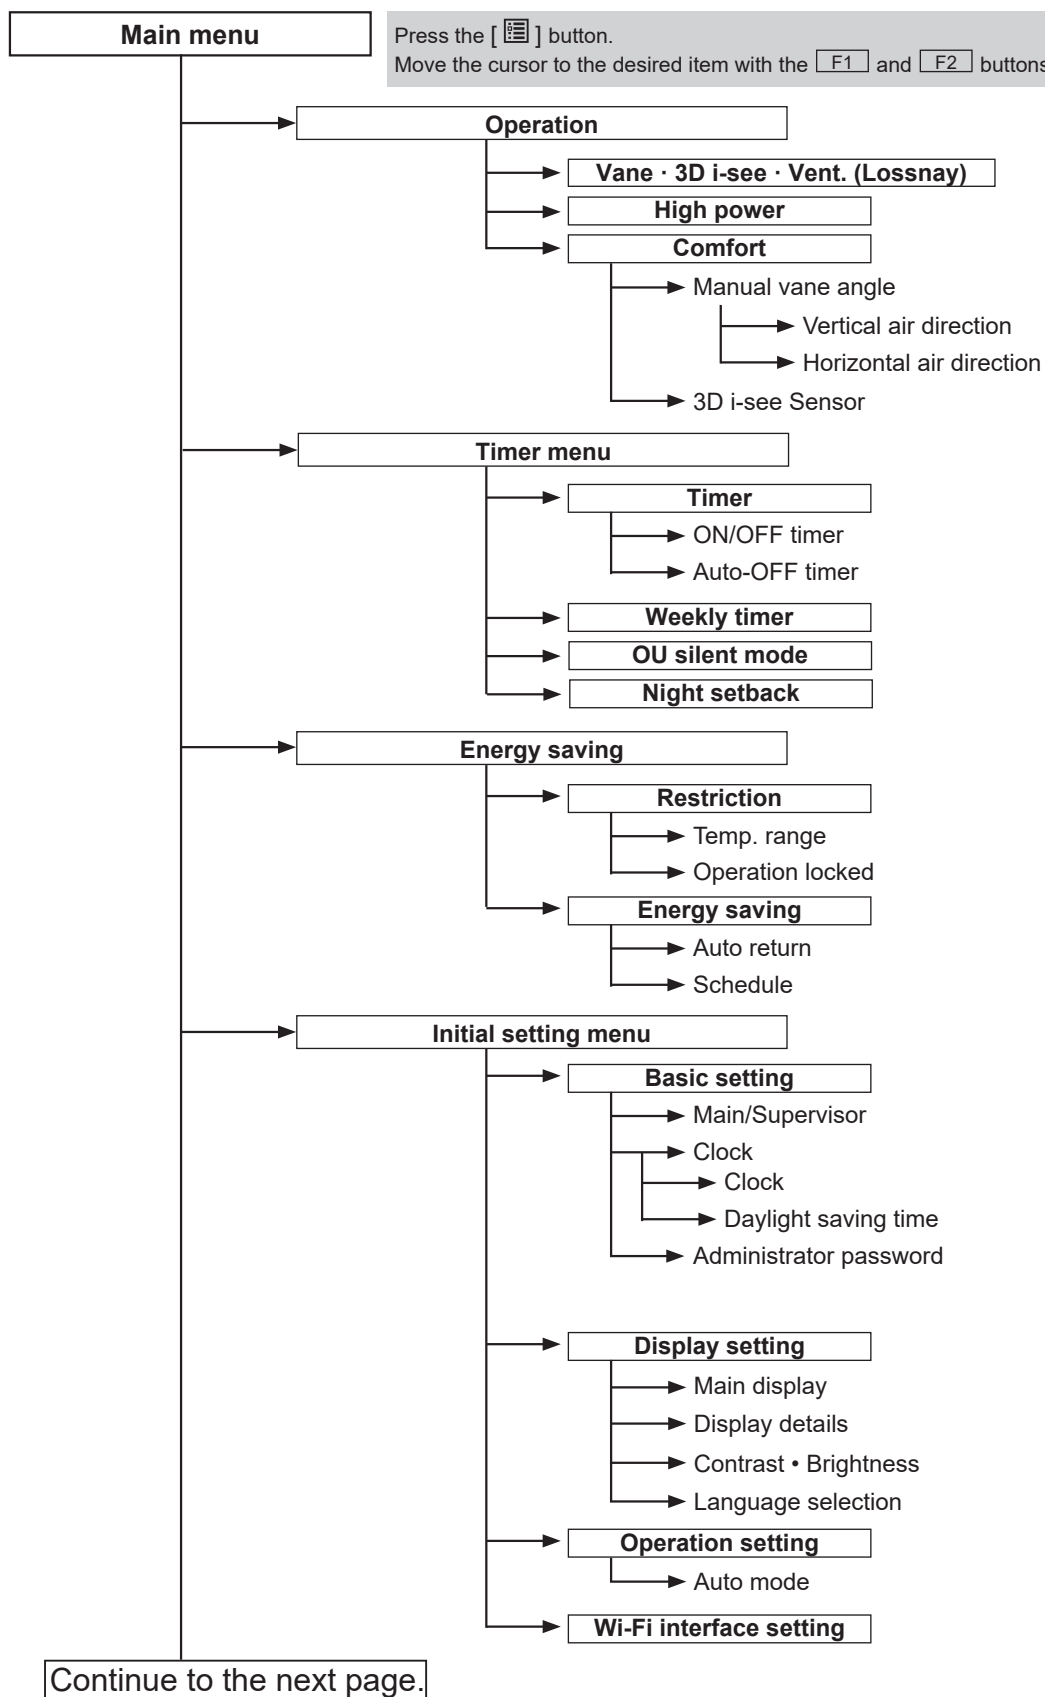 Main menu
Press the [ ] button.
Move the cursor to the desired item with the F1 and F2 buttons
Operation
Vane · 3D i-see · Vent. (Lossnay)
High power
Comfort
Manual vane angle
Vertical air direction
Horizontal air direction
3D i-see Sensor
Timer menu
Timer
ON/OFF timer
Auto-OFF timer
Weekly timer
OU silent mode
Night setback
Energy saving
Restriction
Temp. range
Operation locked
Energy saving
Auto return
Schedule
Initial setting menu
Basic setting
Main/Supervisor
Clock
Clock
Daylight saving time
Administrator password
Display setting
Main display
Display details
Contrast • Brightness
Language selection
Operation setting
Auto mode
Wi-Fi interface setting
Continue to the next page.